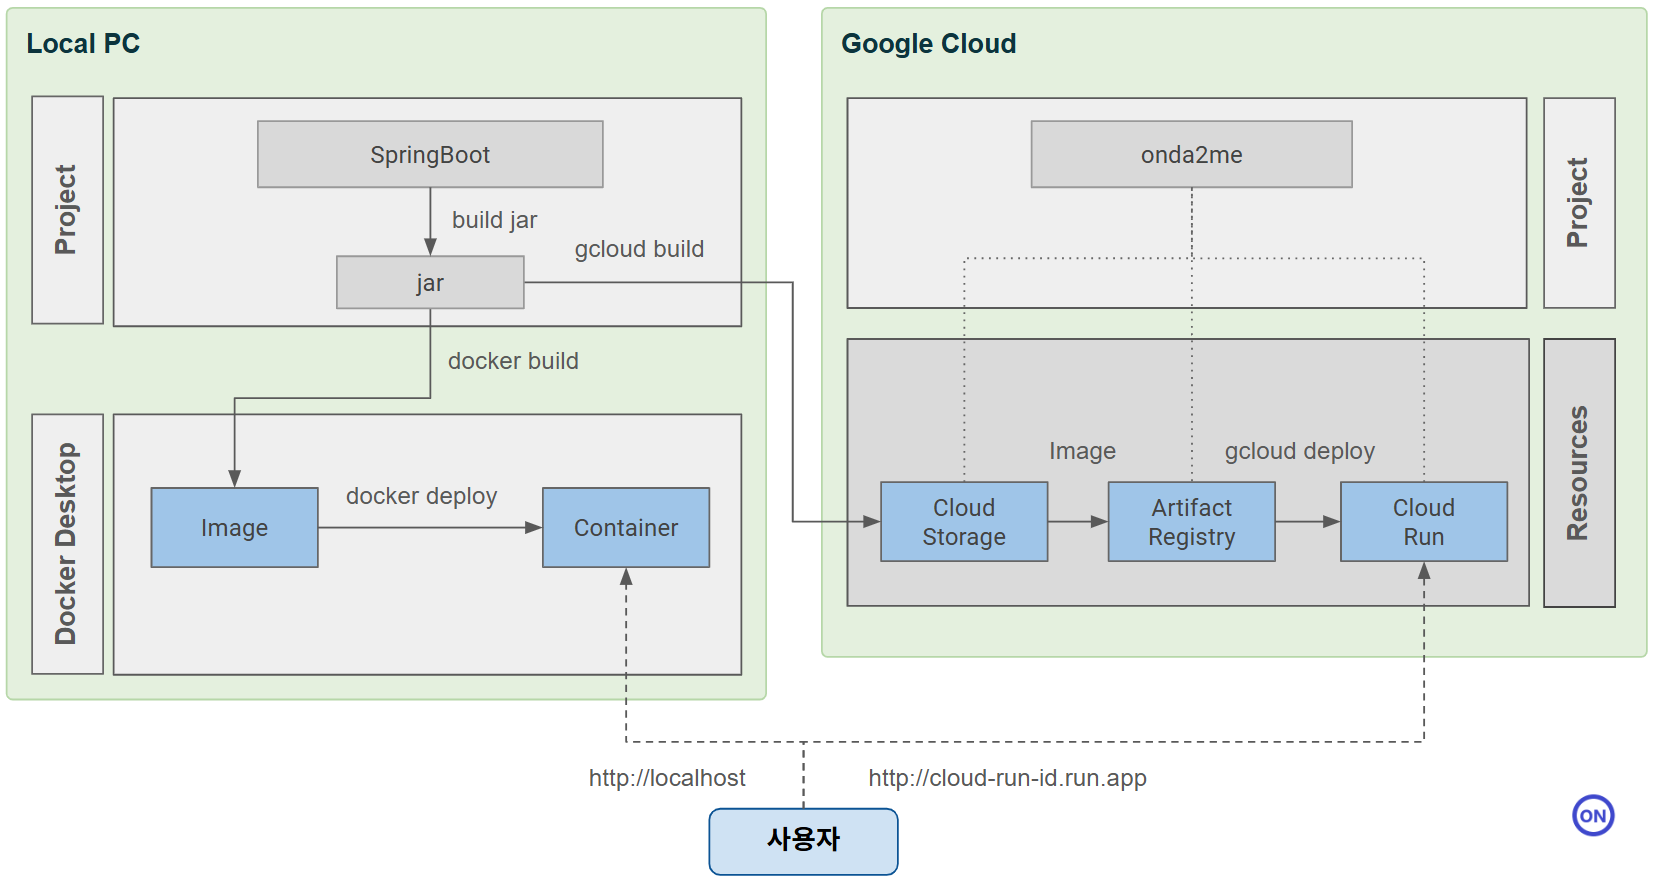 Local PC
Project
SpringBoot
build jar
gcloud build
jar
docker build
Docker Desktop
Image
docker deploy
Container
Google Cloud
onda2me
Project
Image
gcloud deploy
Cloud
Storage
Artifact
Registry
Cloud
Run
Resources
http://localhost
http://cloud-run-id.run.app
사용자
ON